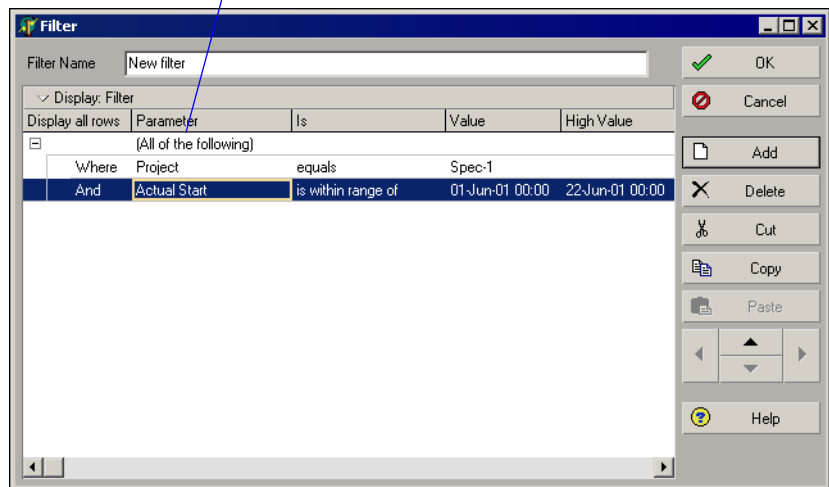 Filter
Filter Name New filter
Display: Filter
Display all rows Parameter Is Value High Value
(All of the following)
Where Project equals Spec-1
And Actual Start is within range of 01-Jun-01 00:00 22-Jun-01 00:00
OK
Cancel
Add
Delete
Cut
Copy
Paste
Help